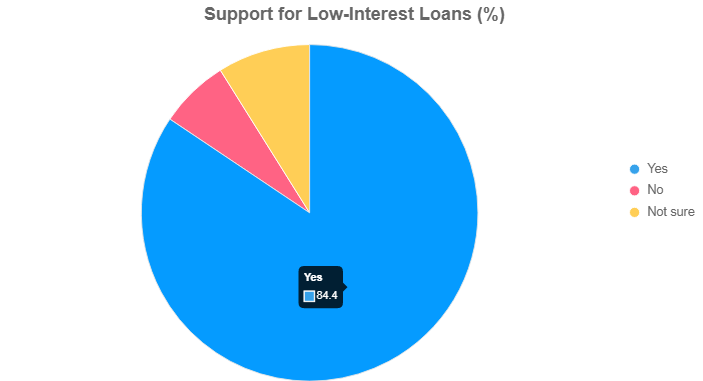 Support for Low-Interest Loans (%)
Yes
No
Not sure
Yes
84.4